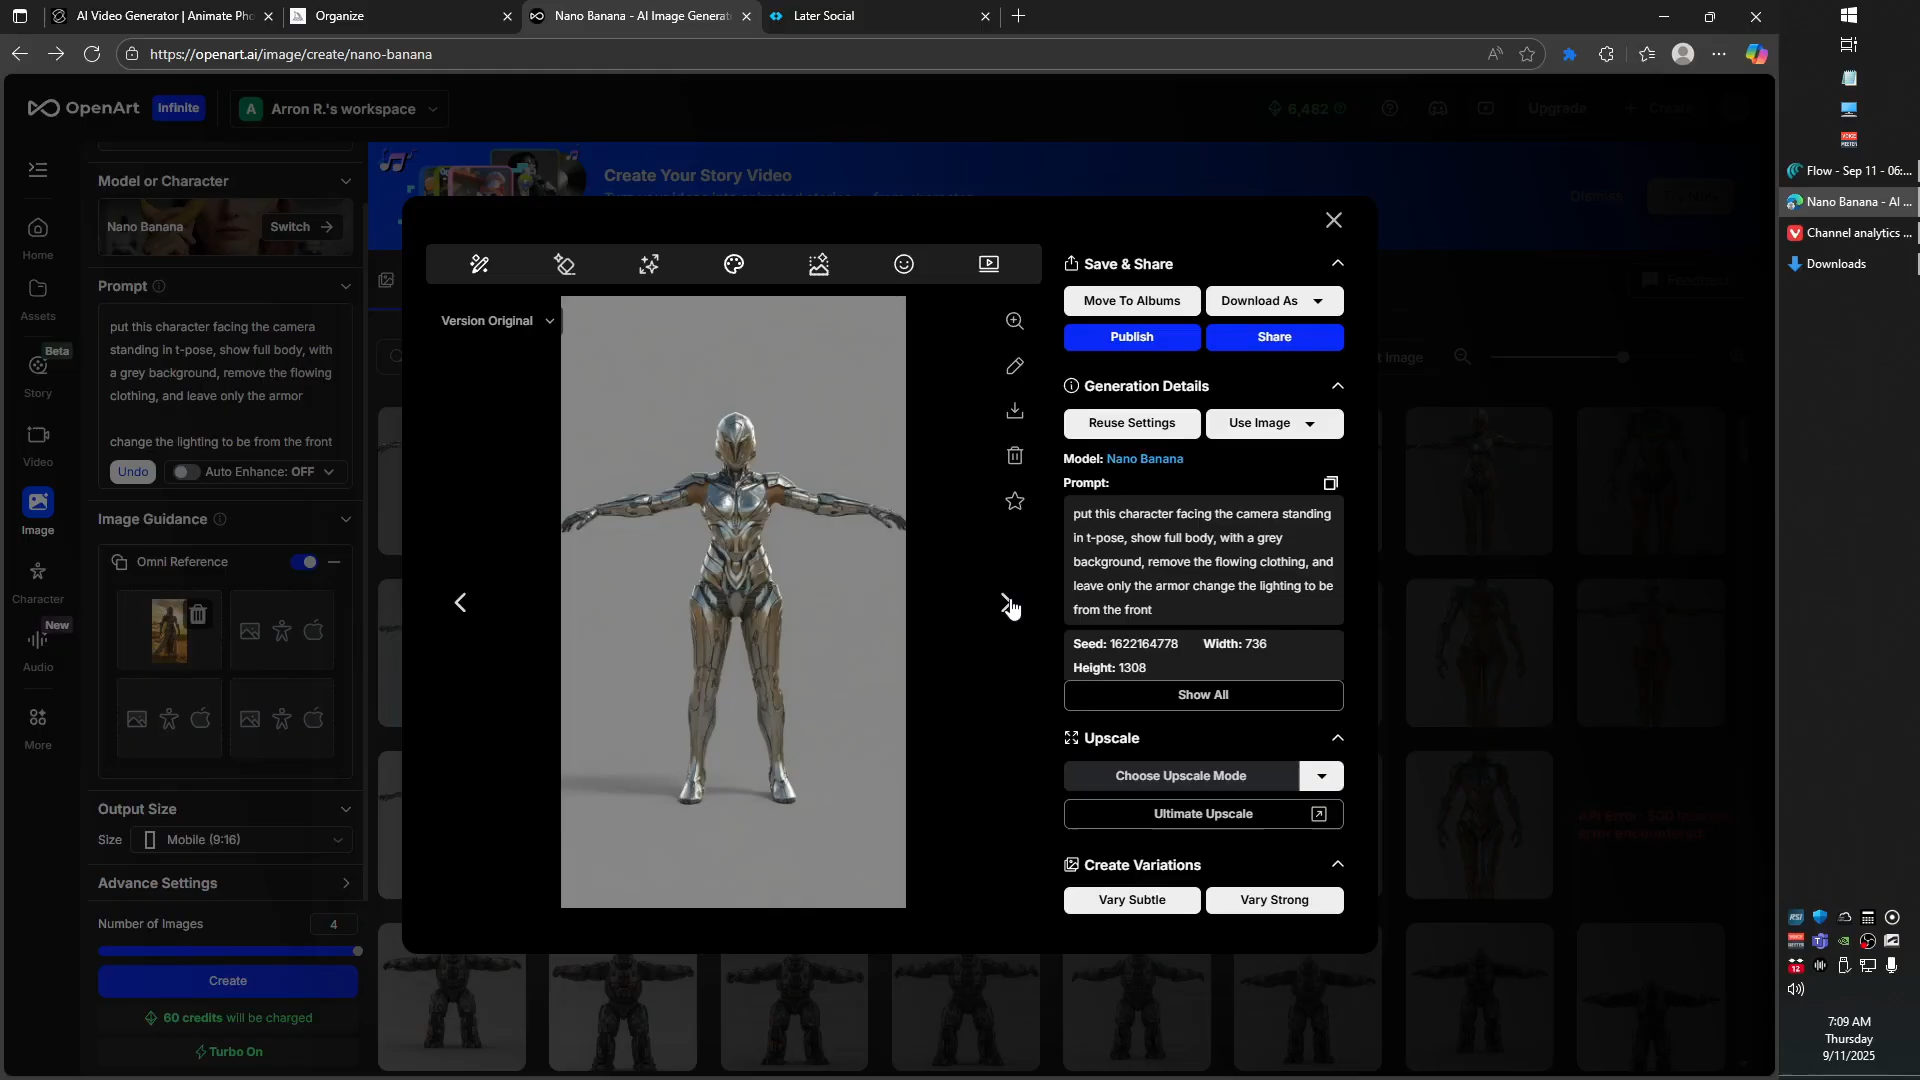 AI Video Generator | Animate Pho
Organize
Nano Banana - AI Image Generat
Later Social
https://openart.ai/image/create/nano-banana
OpenArt
Infinite
A
Arron R.'s workspace
6,482
Upgrade
+ Create
Home
Assets
Beta
Story
Video
Image
Character
New
Audio
More
Model or Character
Nano Banana
Switch
Prompt
put this character facing the camera
standing in t-pose, show full body, with
a grey background, remove the flowing
clothing, and leave only the armor
change the lighting to be from the front
Undo
Auto Enhance: OFF
Image Guidance
Omni Reference
Output Size
Size
Mobile (9:16)
Advance Settings
Number of Images
4
Create
60 credits will be charged
Turbo On
Create Your Story Video
Dismiss
Version Original
Save & Share
Move To Albums
Download As
Publish
Share
Generation Details
Reuse Settings
Use Image
Model: Nano Banana
Prompt:
put this character facing the camera standing
in t-pose, show full body, with a grey
background, remove the flowing clothing, and
leave only the armor change the lighting to be
from the front
Seed: 1622164778 Width: 736
Height: 1308
Show All
Upscale
Choose Upscale Mode
Ultimate Upscale
Create Variations
Vary Subtle
Vary Strong
t Image
Flow - Sep 11 - 06:...
Nano Banana - AI ...
Channel analytics ...
Downloads
RSI
12
7:09 AM
Thursday
9/11/2025